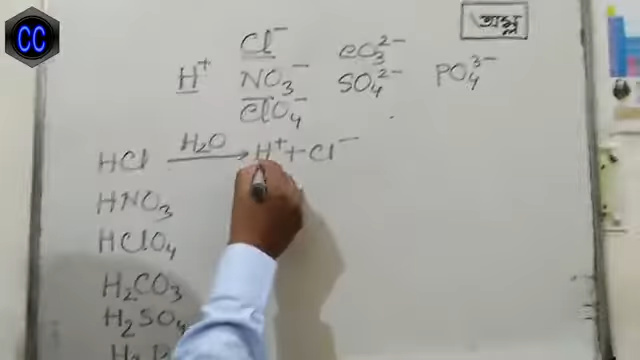 CC
অম্ল
Cl⁻ CO₃²⁻
H⁺ NO₃⁻ SO₄²⁻ PO₄³⁻
ClO₄⁻
HCl H₂O→ H⁺ + Cl⁻
HNO₃
HClO₄
H₂CO₃
H₂SO₄